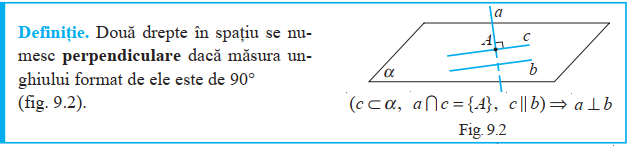 Definiție. Două drepte în spațiu se nu-
mesc perpendiculare dacă măsura un-
ghiului format de ele este de 90°
(fig. 9.2).
a
A
c
b
α
(c⊂α, a⋂c={A}, c∥b)⇒ a⊥b
Fig. 9.2